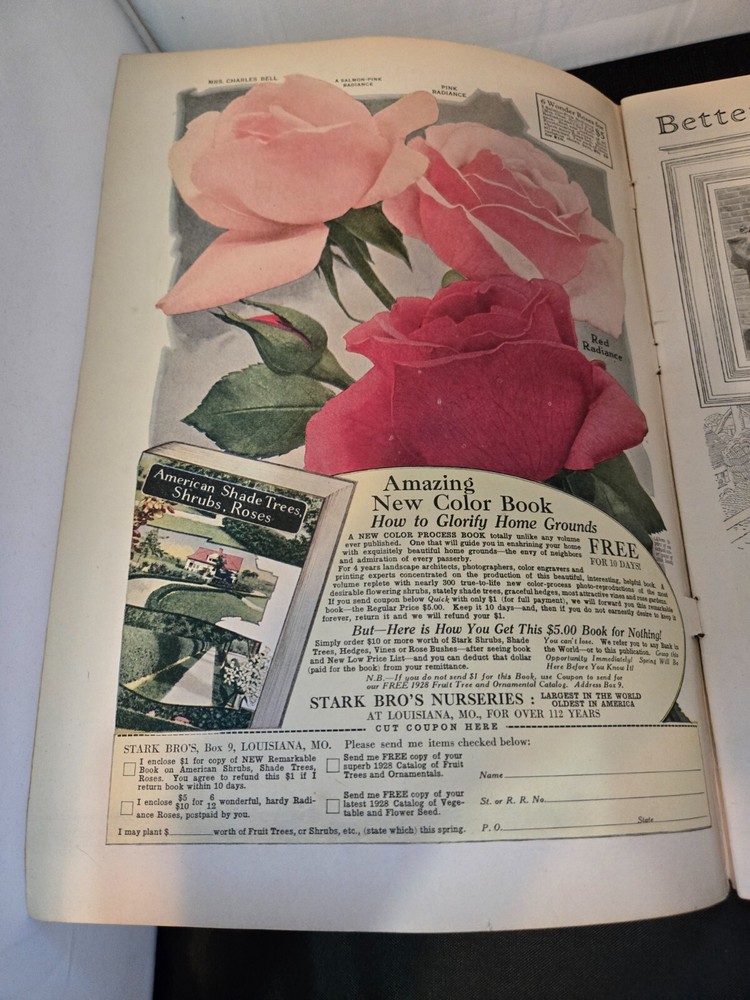 MRS. CHARLES BELL
A SALMON-PINK
RADIANCE
PINK
RADIANCE
6 Wonder Roses for
$5
Red
Radiance
Bette
American Shade Trees,
Shrubs, Roses
Amazing
New Color Book
How to Glorify Home Grounds
A NEW COLOR PROCESS BOOK totally unlike any volume
ever published. One that will guide you in enshrining your home
with exquisitely beautiful home grounds—the envy of neighbors
and admiration of every passerby.
FREE
FOR 10 DAYS!
For 4 years landscape architects, photographers, color engravers and
printing experts concentrated on the production of this beautiful, interesting, helpful book. A
volume replete with nearly 300 true-to-life new color-process photo-reproductions of the most
desirable flowering shrubs, stately shade trees, graceful hedges, most attractive vines and rose gardens.
If you send coupon below Quick with only $1 (for full payment), we will forward you this remarkable
book—the Regular Price $5.00. Keep it 10 days—and, then if you do not earnestly desire to keep it
forever, return it and we will refund your $1.
But—Here is How You Get This $5.00 Book for Nothing!
Simply order $10 or more worth of Stark Shrubs, Shade
Trees, Hedges, Vines or Rose Bushes—after seeing book
and New Low Price List—and you can deduct that dollar
(paid for the book) from your remittance.
You can't lose. We refer you to any Bank in
the World—or to this publication. Grasp this
Opportunity Immediately! Spring Will Be
Here Before You Know It!
N.B.—If you do not send $1 for this Book, use Coupon to send for
our FREE 1928 Fruit Tree and Ornamental Catalog. Address Box 9.
STARK BRO'S NURSERIES : LARGEST IN THE WORLD
OLDEST IN AMERICA
AT LOUISIANA, MO., FOR OVER 112 YEARS
CUT COUPON HERE
STARK BRO'S, Box 9, LOUISIANA, MO. Please send me items checked below:
I enclose $1 for copy of NEW Remarkable
Book on American Shrubs, Shade Trees,
Roses. You agree to refund this $1 if I
return book within 10 days.
I enclose $5 $10 for 6 12 wonderful, hardy Radi-
ance Roses, postpaid by you.
Send me FREE copy of your
superb 1928 Catalog of Fruit
Trees and Ornamentals.
Send me FREE copy of your
latest 1928 Catalog of Vege-
table and Flower Seed.
I may plant $ worth of Fruit Trees, or Shrubs, etc., (state which) this spring.
Name
St. or R. R. No.
P. O. State